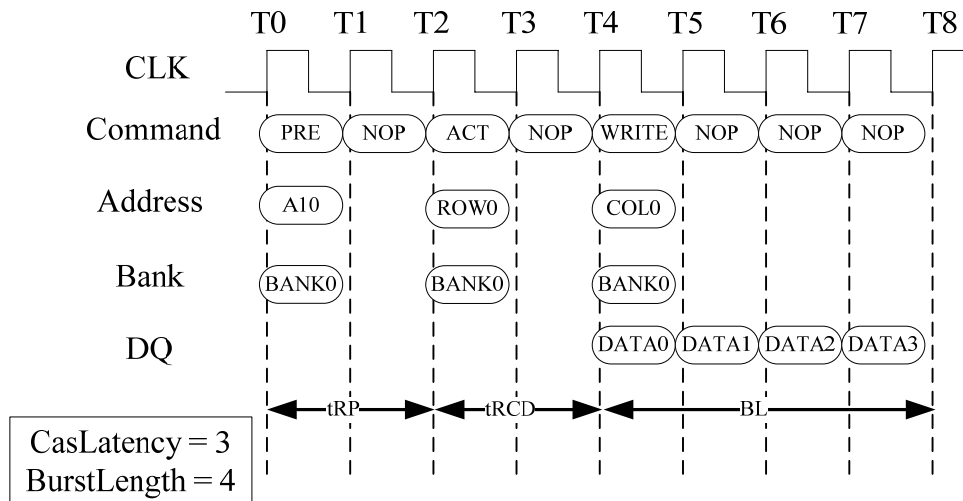 T0 T1 T2 T3 T4 T5 T6 T7 T8
CLK
Command PRE NOP ACT NOP WRITE NOP NOP NOP
Address A10 ROW0 COL0
Bank BANK0 BANK0 BANK0
DQ DATA0 DATA1 DATA2 DATA3
tRP tRCD BL
CasLatency = 3
BurstLength = 4